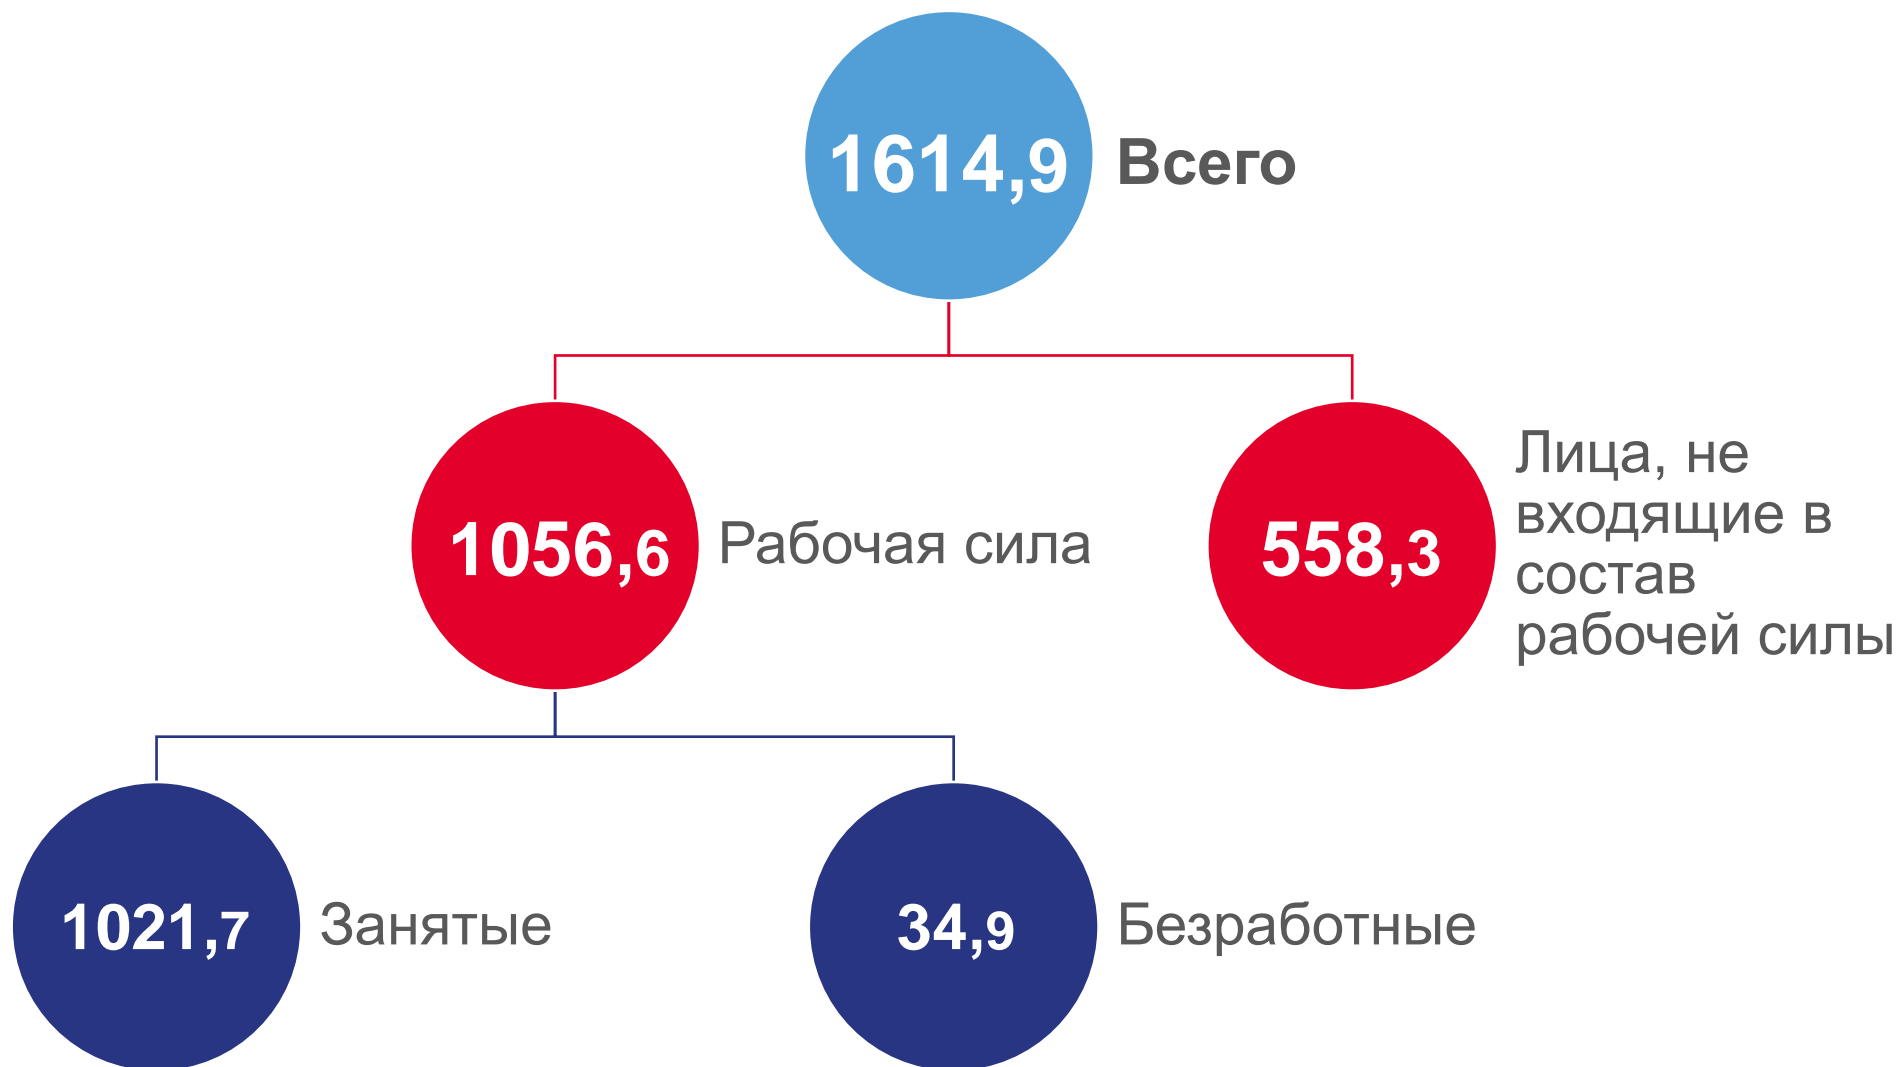 1614,9 Всего
1056,6 Рабочая сила
558,3
Лица, не
входящие в
состав
рабочей силы
1021,7 Занятые
34,9 Безработные